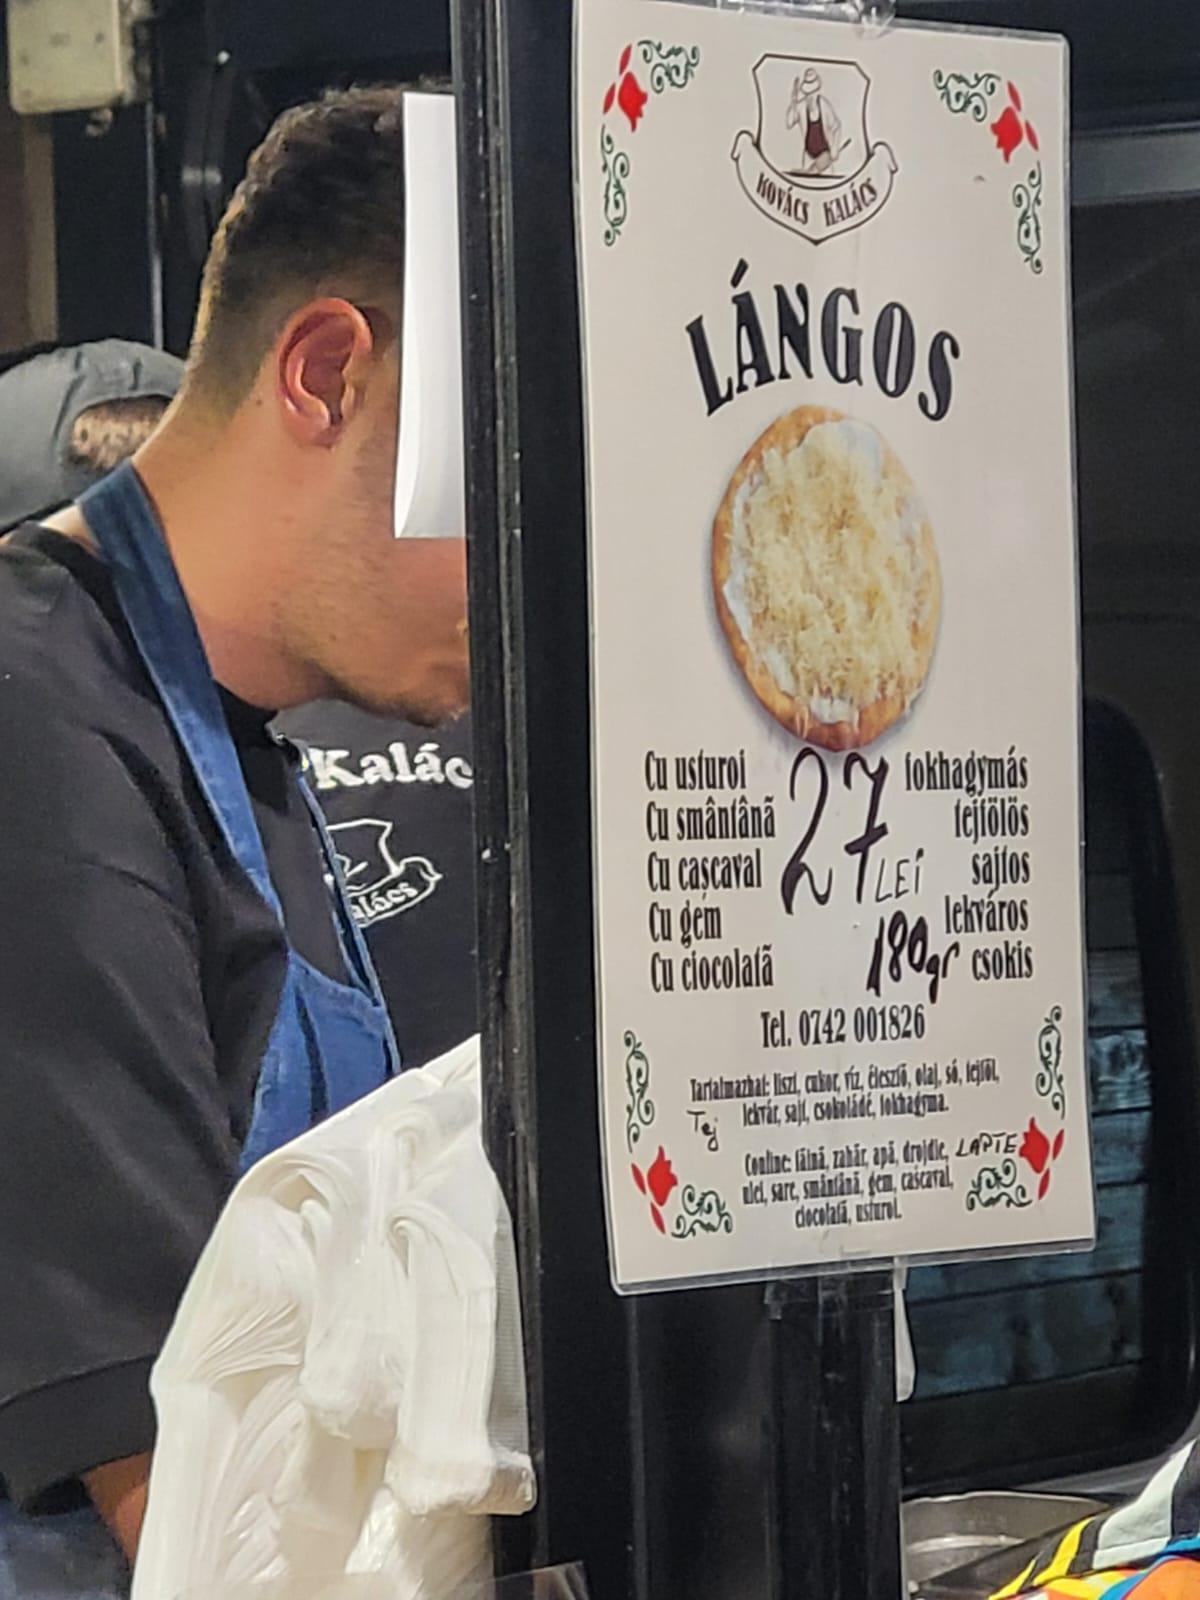 KOVÁCS KALÁCS
LÁNGOS
Cu usturoi
Cu smântână
Cu cașcaval
Cu gem
Cu ciocolată
27 LEI
180gr
fokhagymás
tejfölös
sajtos
lekváros
csokis
Tel. 0742 001826
Tartalmazhat: liszt, cukor, víz, élesztő, olaj, só, tejföl,
lekvár, sajt, csokoládé, fokhagyma.
Tej
Conține: făină, zahăr, apă, drojdie, LAPTE
ulei, sare, smântână, gem, cașcaval,
ciocolată, usturoi.
Kalác
alács